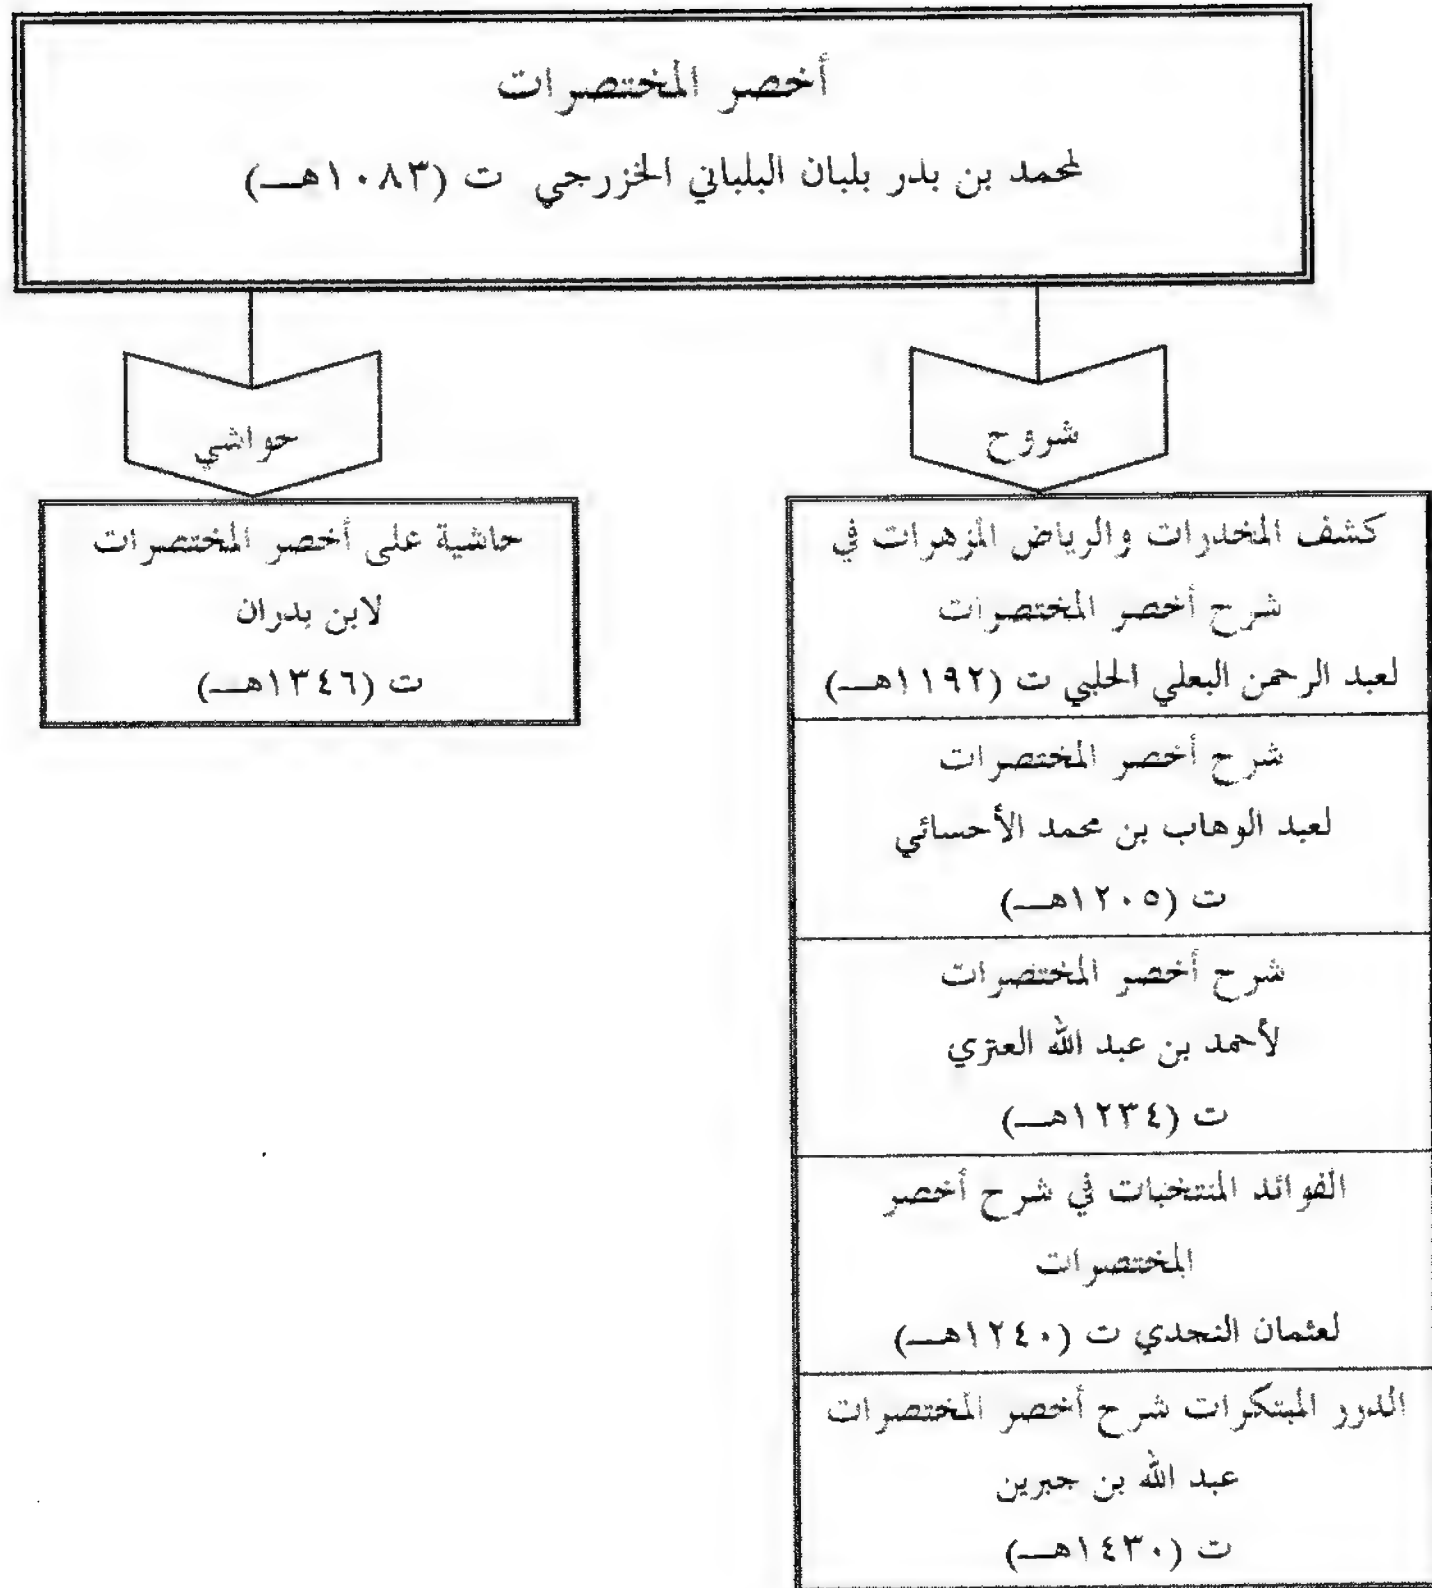 أخصر المختصرات
لمحمد بن بدر بلبان البلباني الخزرجي ت (١٠٨٣هـ)
شروح
حواشي
كشف المخدرات والرياض المزهرات في
شرح أخصر المختصرات
لعبد الرحمن البعلي الحلبي ت (١١٩٢هـ)
شرح أخصر المختصرات
لعبد الوهاب بن محمد الأحسائي
ت (١٢٠٥هـ)
شرح أخصر المختصرات
لأحمد بن عبد الله العتري
ت (١٢٣٤هـ)
الفوائد المنتخبات في شرح أخصر
المختصرات
لعثمان النجدي ت (١٢٤٠هـ)
الدرر المبتكرات شرح أخصر المختصرات
عبد الله بن جبرين
ت (١٤٣٠هـ)
حاشية على أخصر المختصرات
لابن بدران
ت (١٣٤٦هـ)